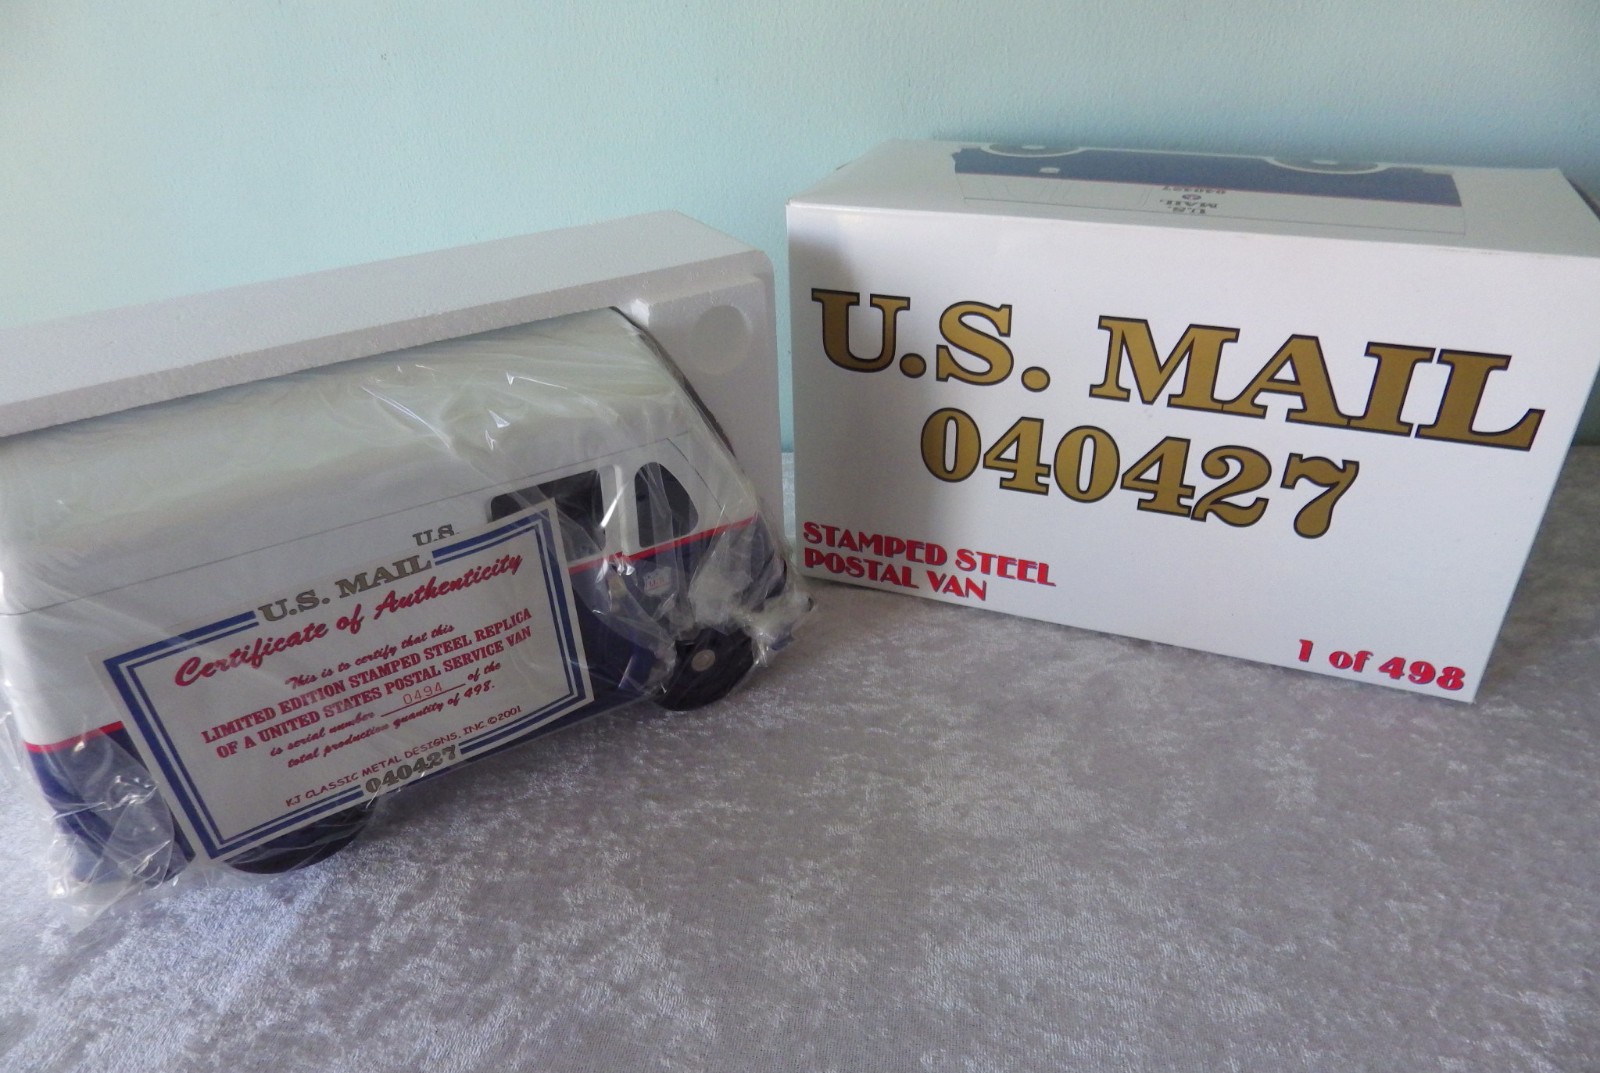 U.S.
U.S. MAIL
Certificate of Authenticity
This is to certify that this
LIMITED EDITION STAMPED STEEL REPLICA
OF A UNITED STATES POSTAL SERVICE VAN
is serial number 0494 of the
total production quantity of 498.
KJ CLASSIC METAL DESIGNS, INC. ©2001
040427
U.S.
MAIL
040427
U.S. MAIL
040427
STAMPED STEEL
POSTAL VAN
1 of 498